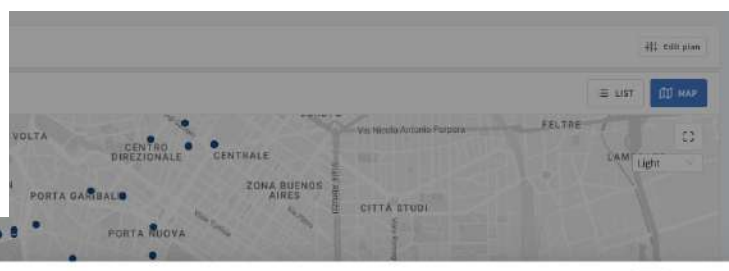 Edit plan
LIST
MAP
Via Nicola Antonio Porpora
FELTRE
VOLTA
CENTRO
DIREZIONALE
CENTRALE
Light
PORTA GARIBALDI
ZONA BUENOS
AIRES
CITTÀ STUDI
PORTA NUOVA